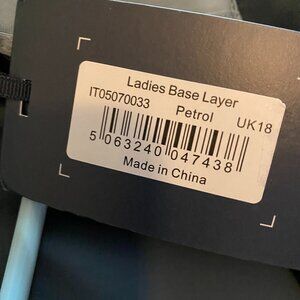 Ladies Base Layer
IT05070033 Petrol UK18
5 063240 047438
Made in China